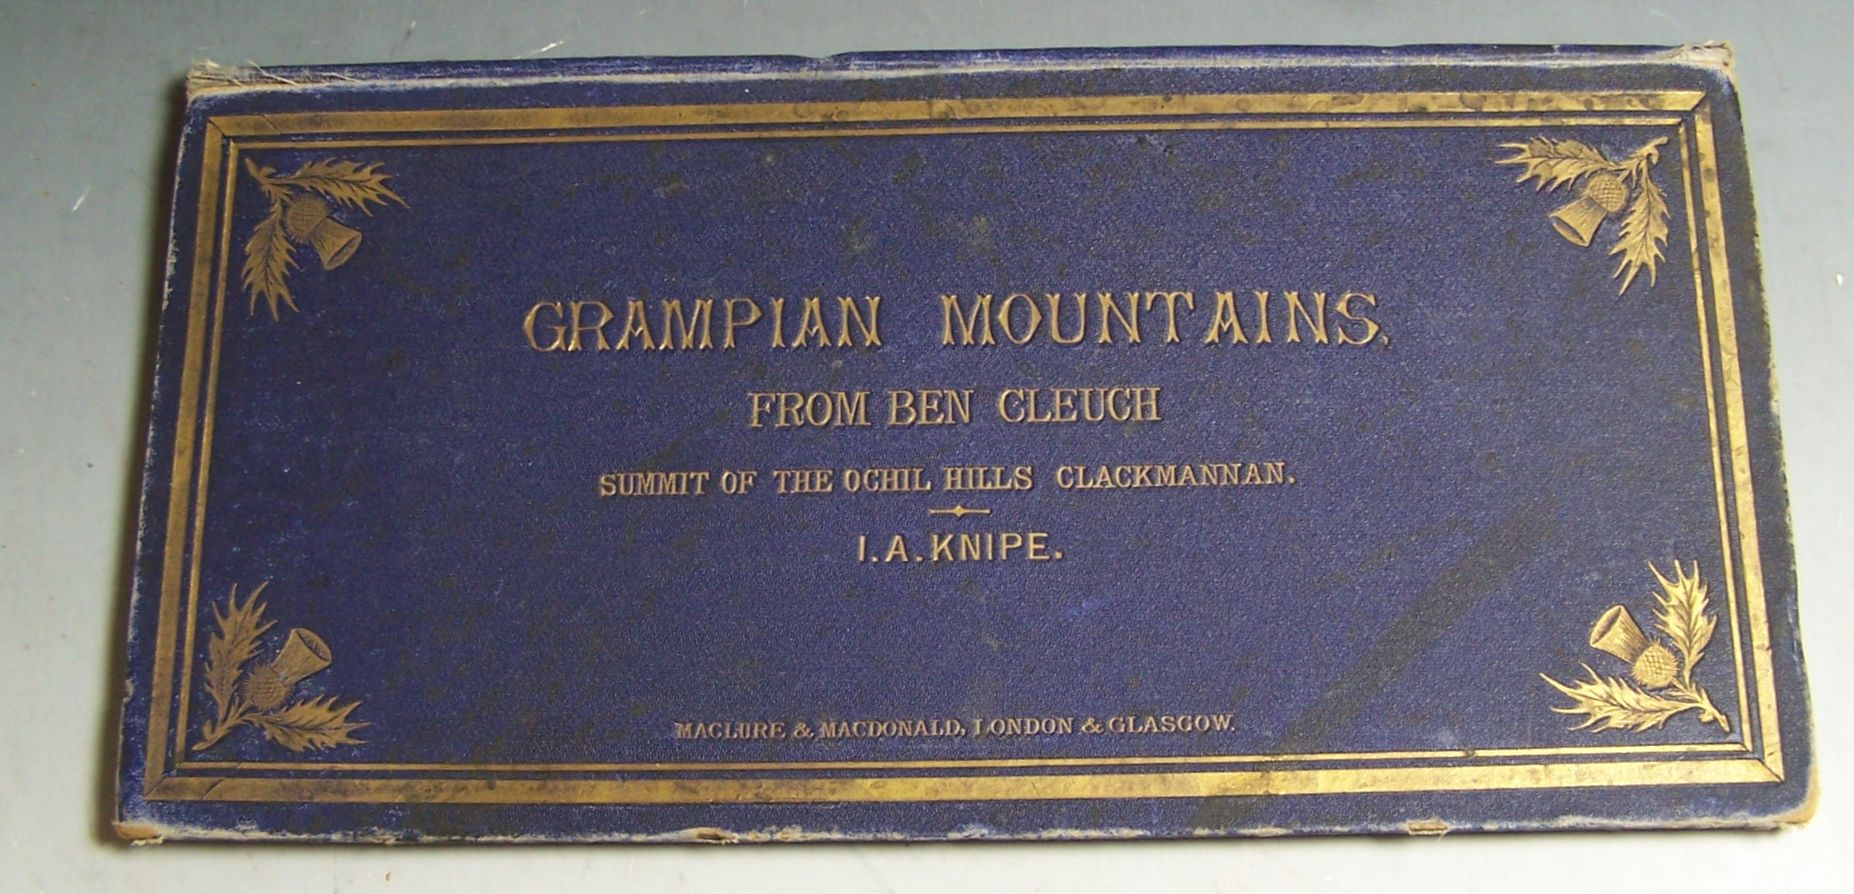 GRAMPIAN MOUNTAINS,
FROM BEN CLEUCH
SUMMIT OF THE OCHIL HILLS CLACKMANNAN.
I.A.KNIPE.
MACLURE & MACDONALD, LONDON & GLASGOW.